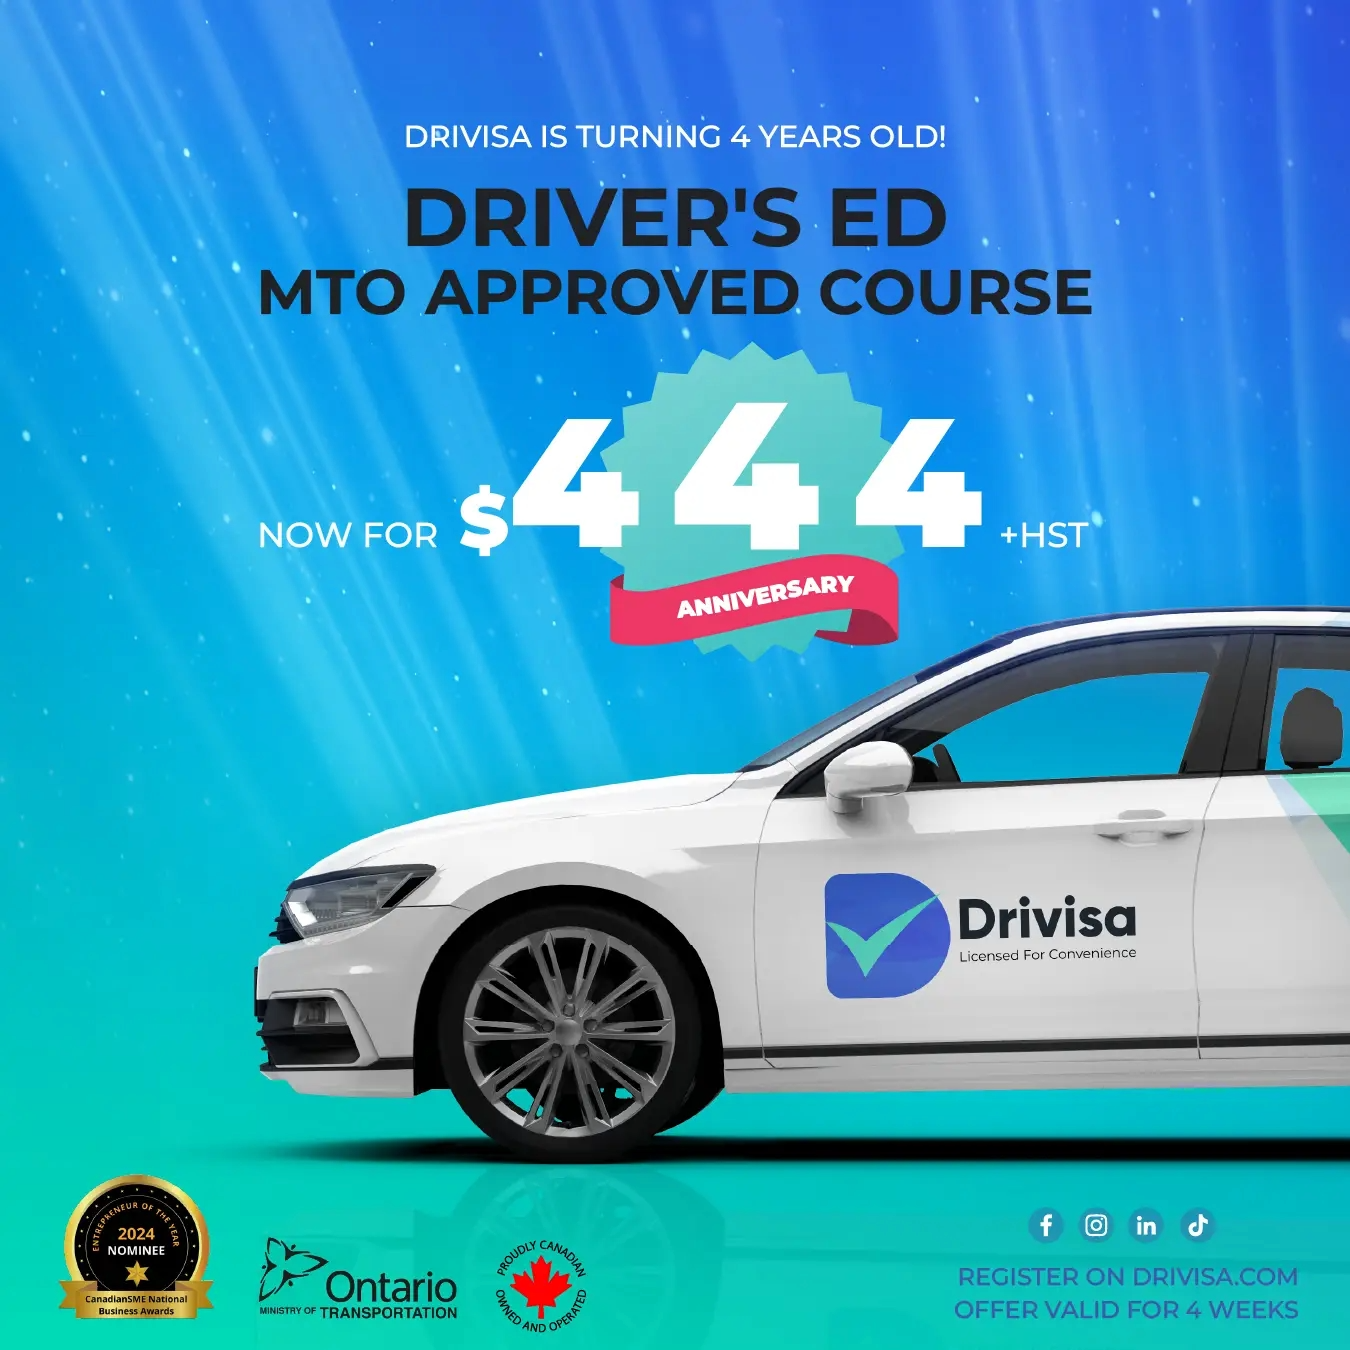 DRIVISA IS TURNING 4 YEARS OLD!
DRIVER'S ED
MTO APPROVED COURSE
NOW FOR $444 +HST
ANNIVERSARY
Drivisa
Licensed For Convenience
ENTREPRENEUR OF THE YEAR
2024
NOMINEE
CanadianSME National
Business Awards
Ontario
MINISTRY OF TRANSPORTATION
PROUDLY CANADIAN
OWNED AND OPERATED
REGISTER ON DRIVISA.COM
OFFER VALID FOR 4 WEEKS